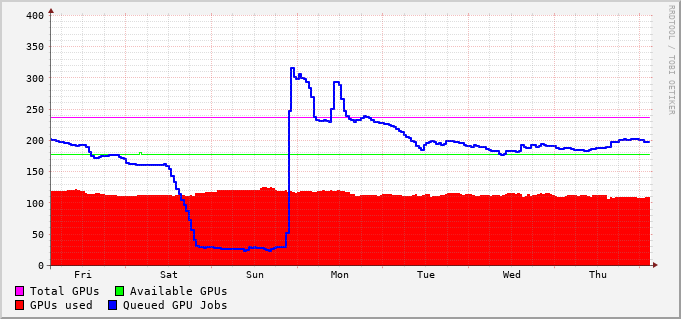 400
350
300
250
200
150
100
50
0
Fri Sat Sun Mon Tue Wed Thu
Total GPUs Available GPUs
GPUs used Queued GPU Jobs
RRDTOOL / TOBI OETIKER